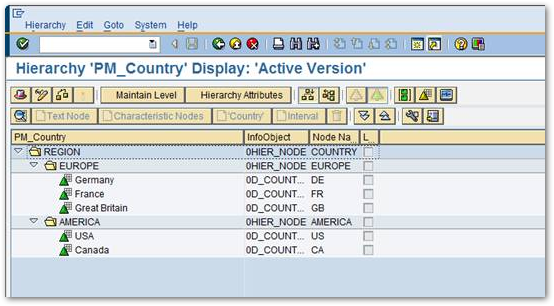 Hierarchy Edit Goto System Help
Hierarchy 'PM_Country' Display: 'Active Version'
Maintain Level Hierarchy Attributes
Text Node Characteristic Nodes 'Country' Interval
PM_Country InfoObject Node Na... L...
REGION 0HIER_NODE COUNTRY
EUROPE 0HIER_NODE EUROPE
Germany 0D_COUNT... DE
France 0D_COUNT... FR
Great Britain 0D_COUNT... GB
AMERICA 0HIER_NODE AMERICA
USA 0D_COUNT... US
Canada 0D_COUNT... CA